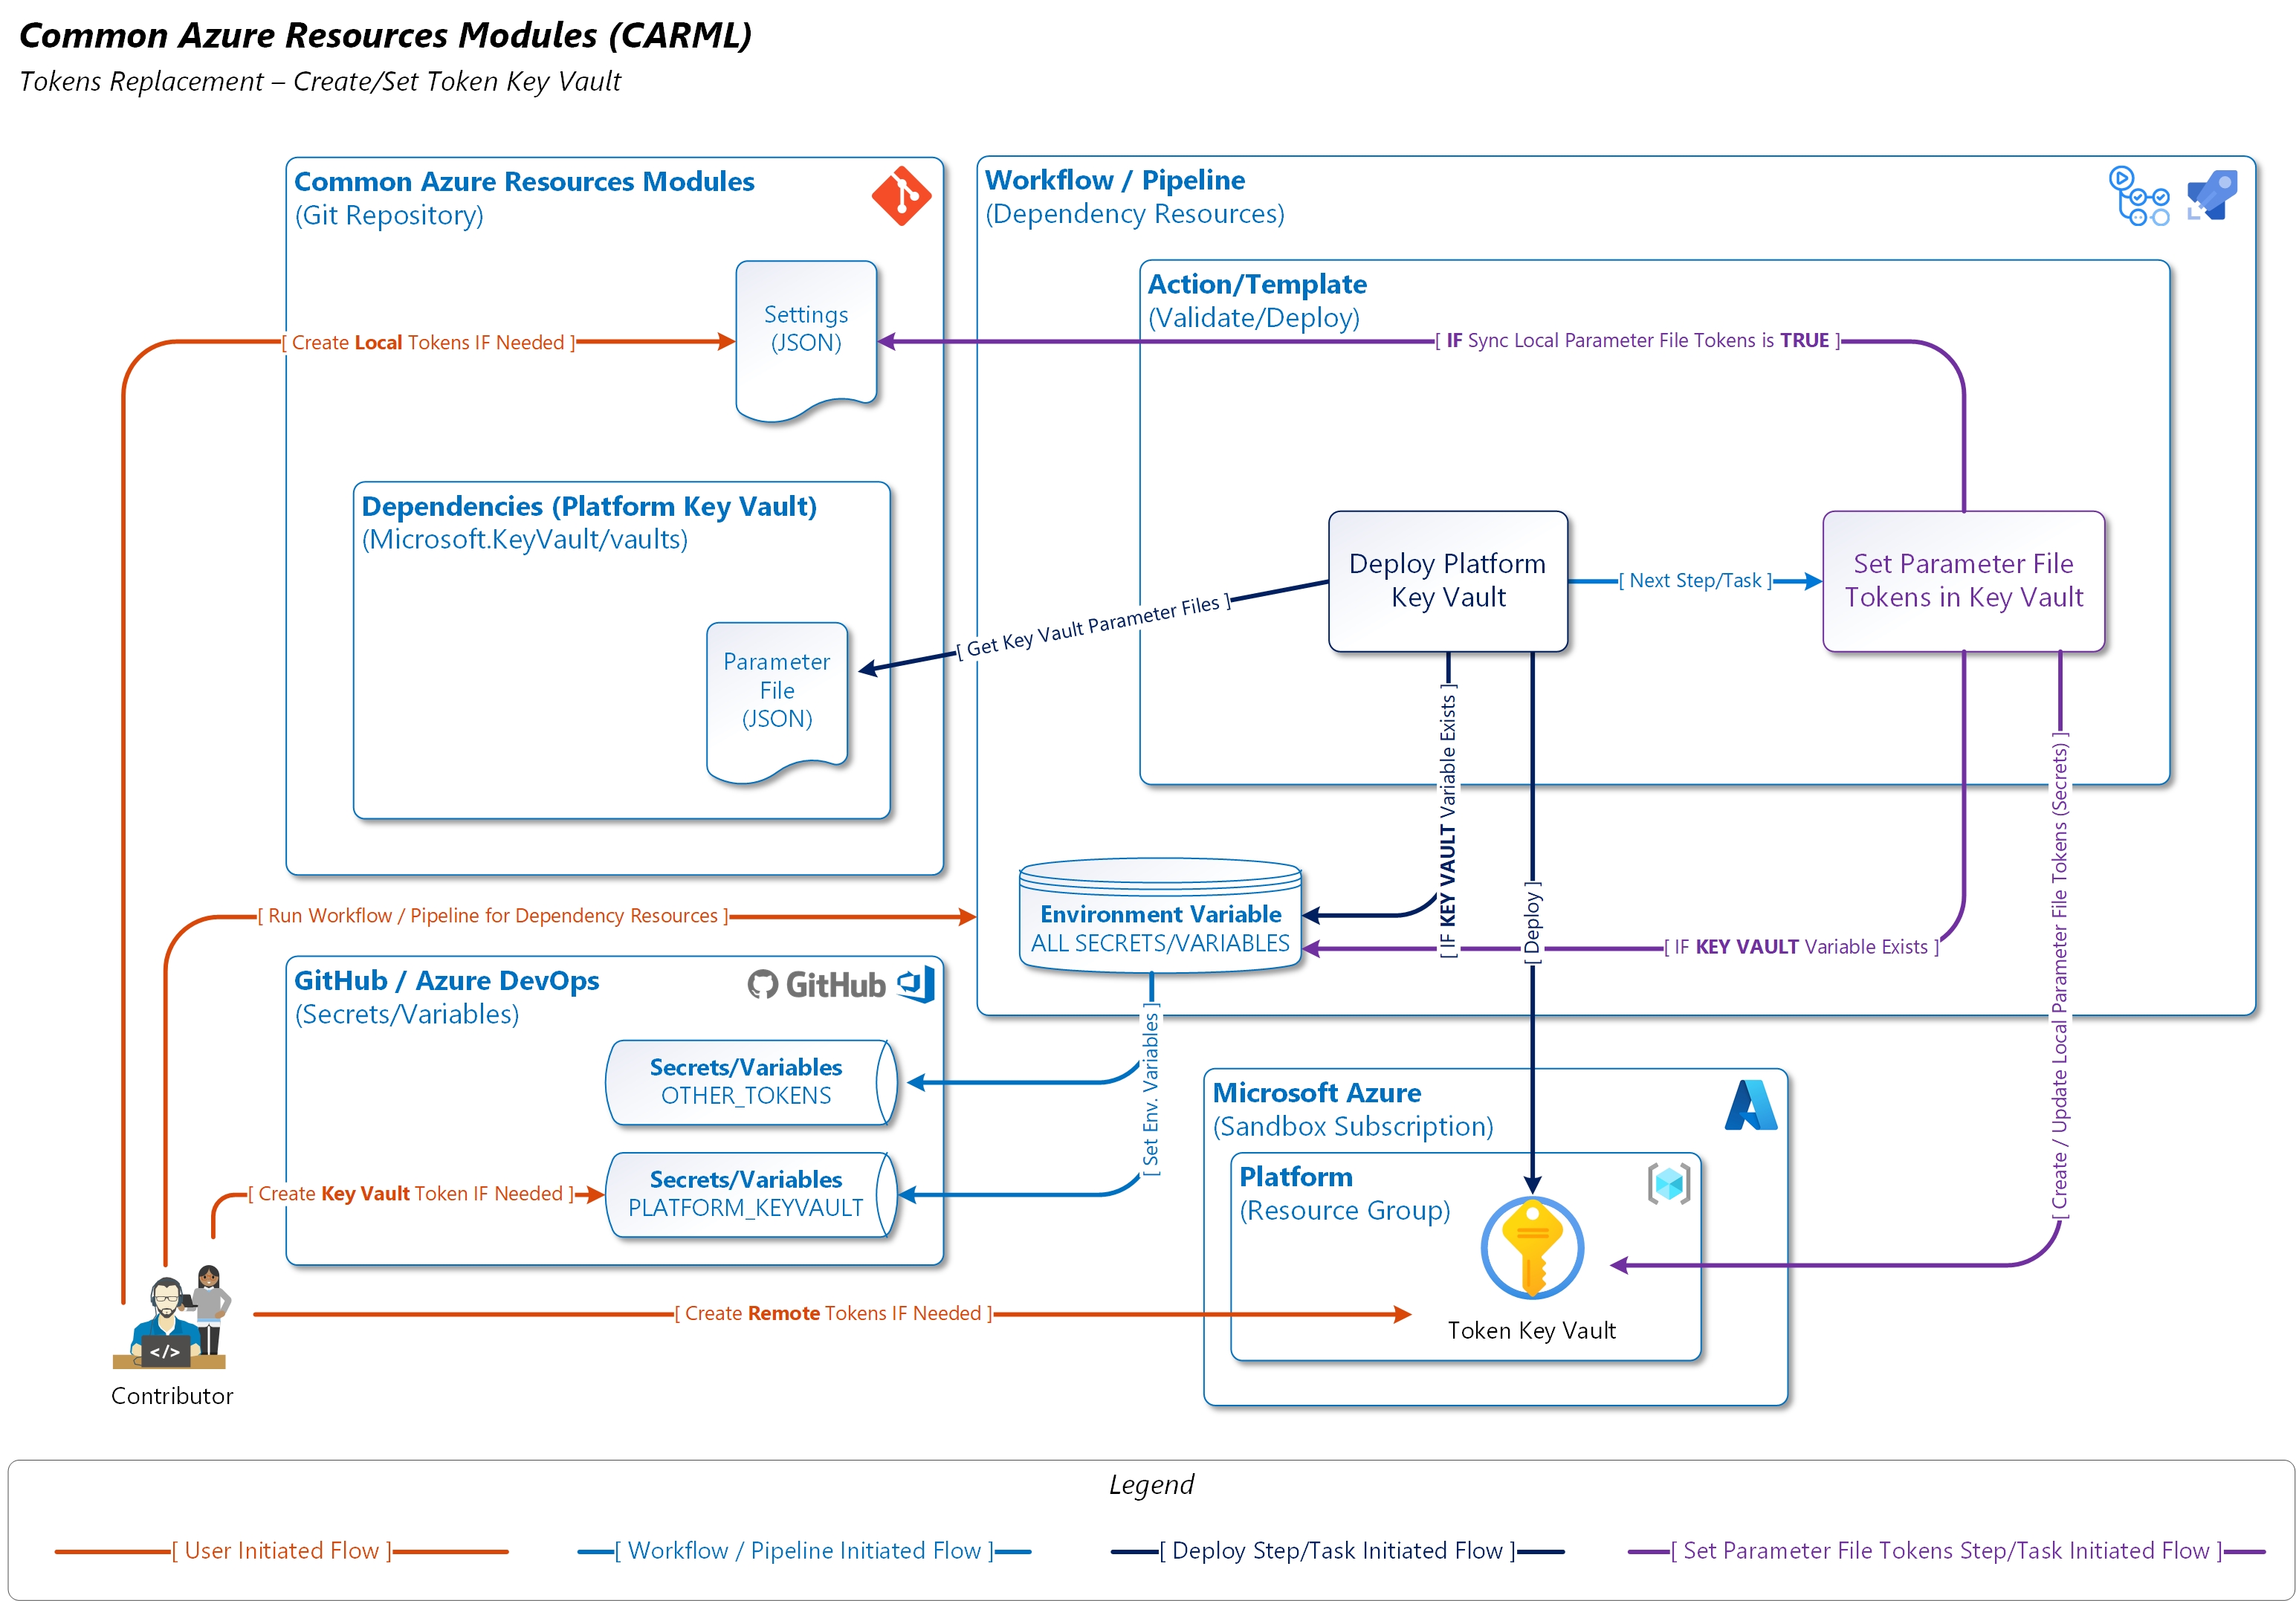 Common Azure Resources Modules (CARML)
Tokens Replacement – Create/Set Token Key Vault
Common Azure Resources Modules
(Git Repository)
Settings
(JSON)
[ Create Local Tokens IF Needed ]
Dependencies (Platform Key Vault)
(Microsoft.KeyVault/vaults)
Parameter
File
(JSON)
Workflow / Pipeline
(Dependency Resources)
Action/Template
(Validate/Deploy)
[ IF Sync Local Parameter File Tokens is TRUE ]
Deploy Platform
Key Vault
[ Next Step/Task ]
Set Parameter File
Tokens in Key Vault
[ Get Key Vault Parameter Files ]
[ IF KEY VAULT Variable Exists ]
[ Deploy ]
[ Create / Update Local Parameter File Tokens (Secrets) ]
Environment Variable
ALL SECRETS/VARIABLES
[ IF KEY VAULT Variable Exists ]
[ Run Workflow / Pipeline for Dependency Resources ]
GitHub / Azure DevOps
(Secrets/Variables)
GitHub
Secrets/Variables
OTHER_TOKENS
[ Set Env. Variables ]
[ Create Key Vault Token IF Needed ]
Secrets/Variables
PLATFORM_KEYVAULT
Microsoft Azure
(Sandbox Subscription)
Platform
(Resource Group)
Token Key Vault
[ Create Remote Tokens IF Needed ]
</>
Contributor
Legend
[ User Initiated Flow ]
[ Workflow / Pipeline Initiated Flow ]
[ Deploy Step/Task Initiated Flow ]
[ Set Parameter File Tokens Step/Task Initiated Flow ]